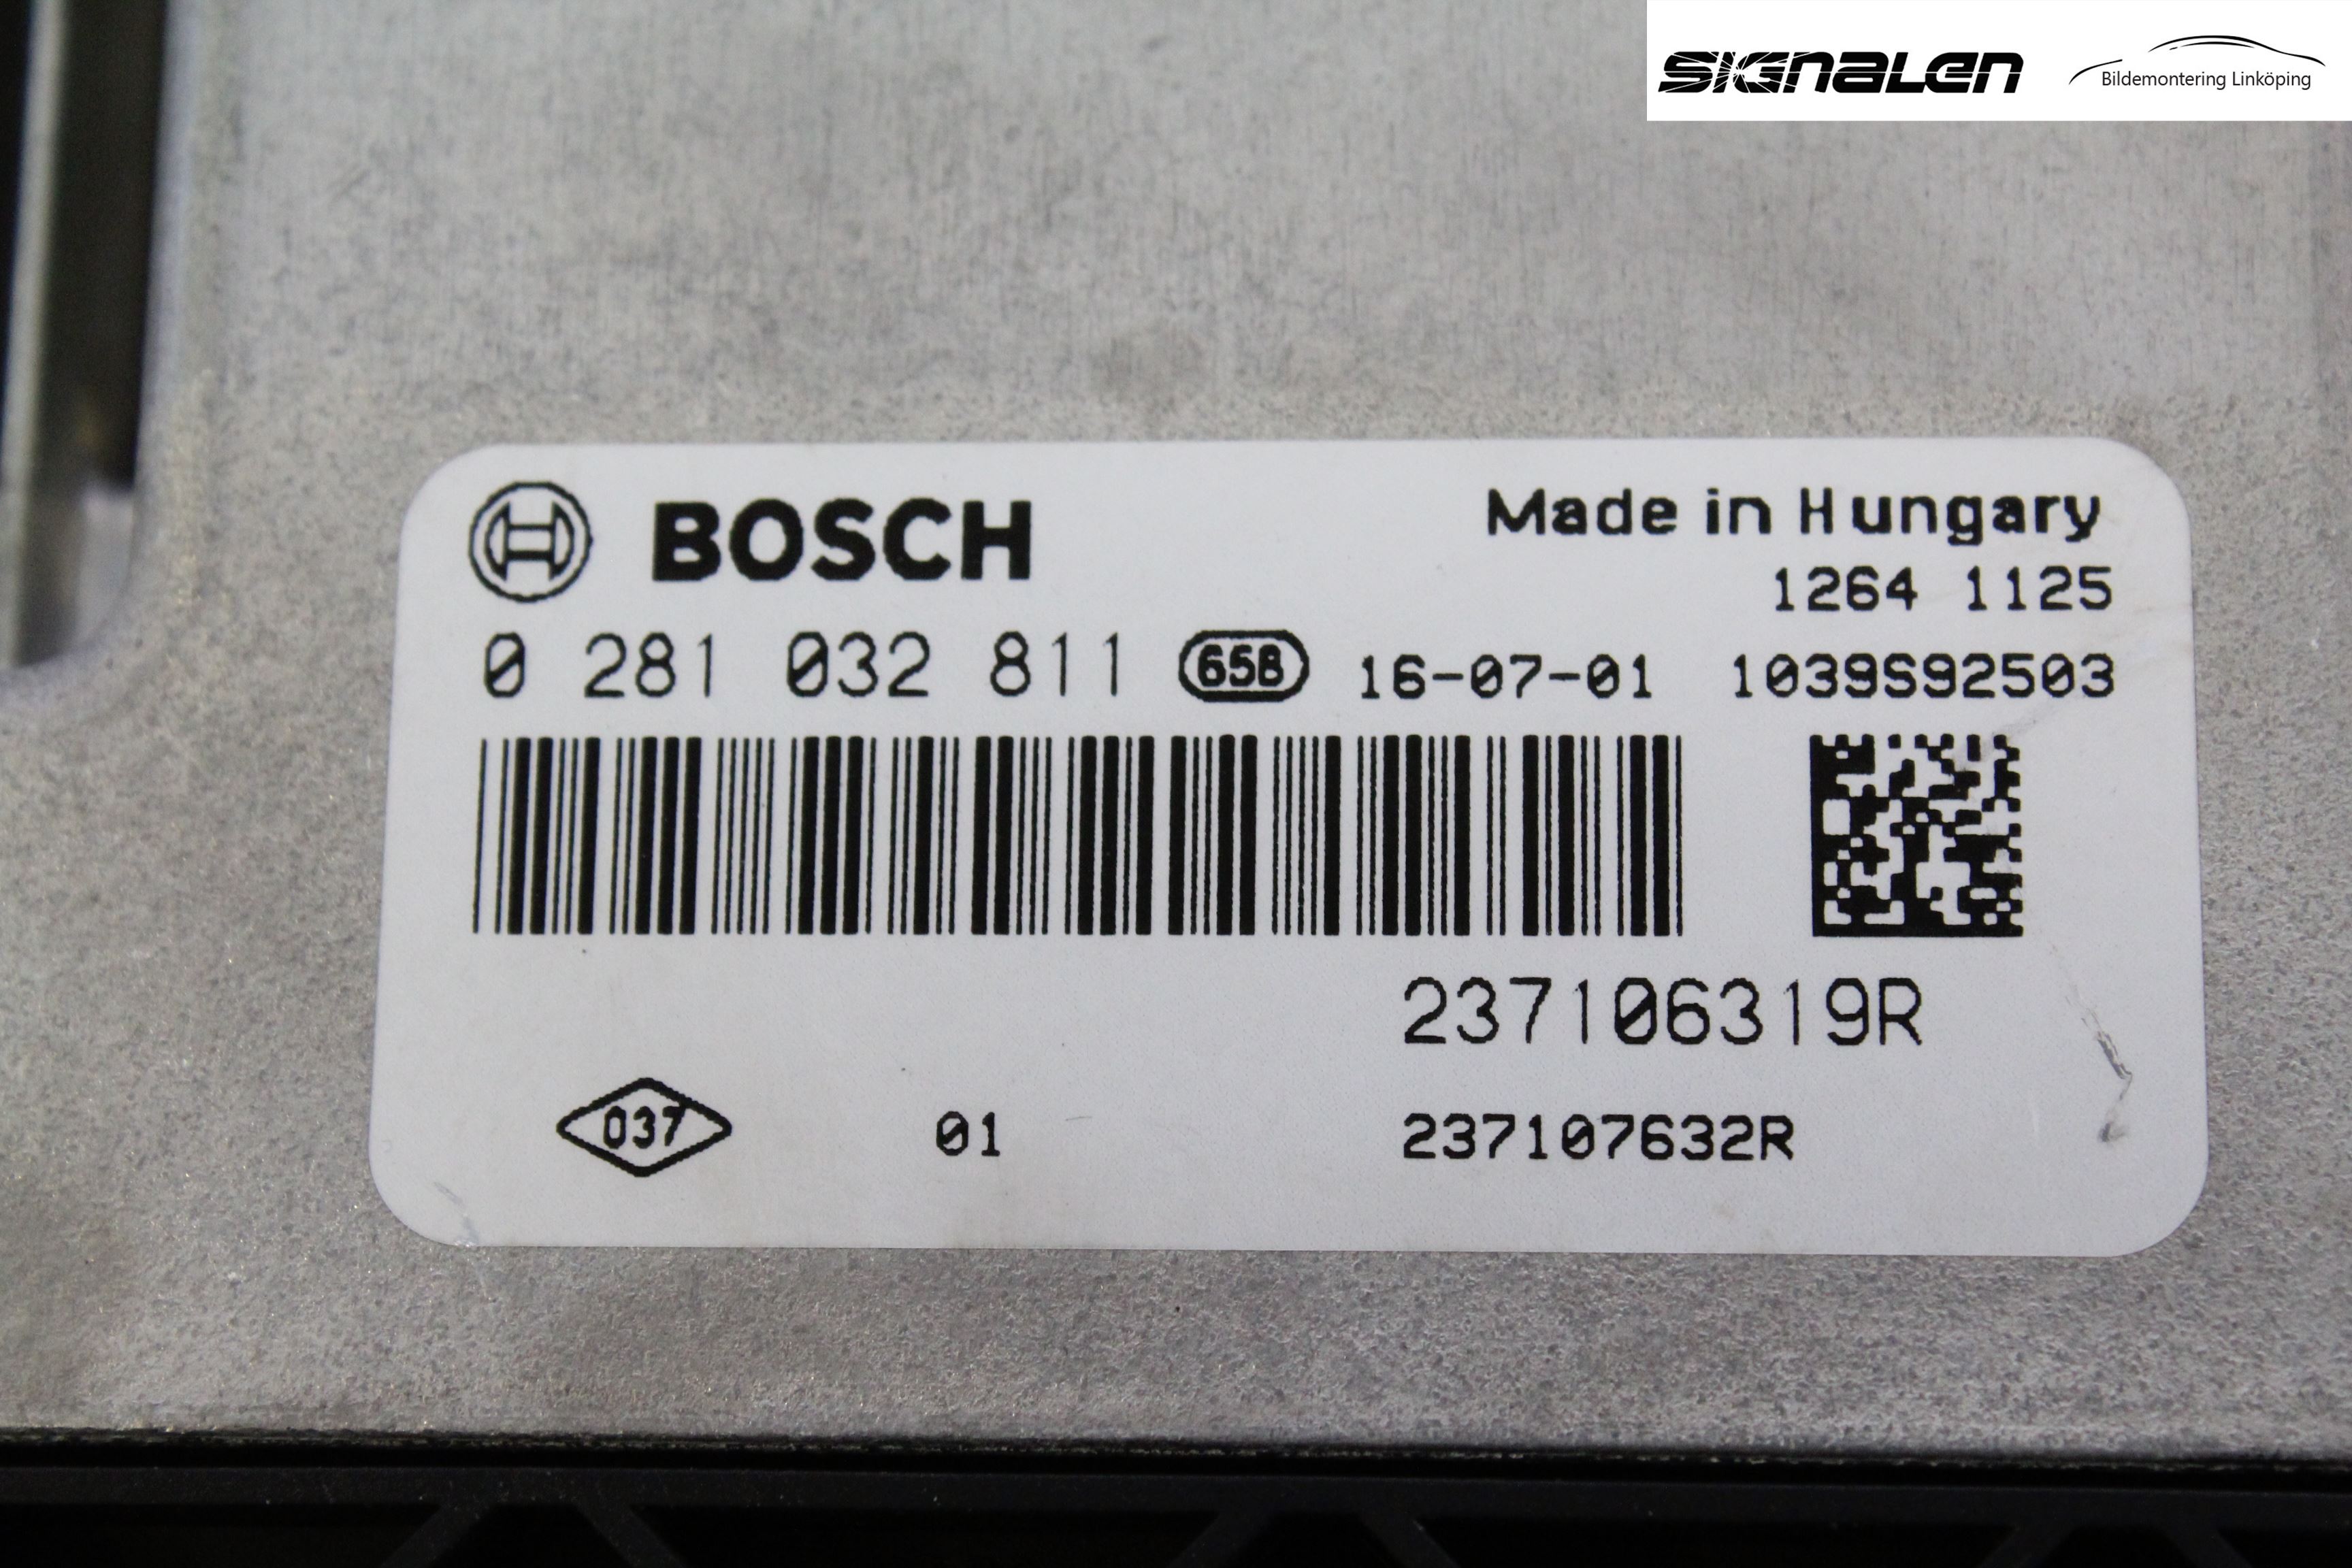 SIGNALEN
Bildemontering Linköping
BOSCH
Made in Hungary
1264 1125
0 281 032 811 658 16-07-01 1039S92503
237106319R
037 01 237107632R